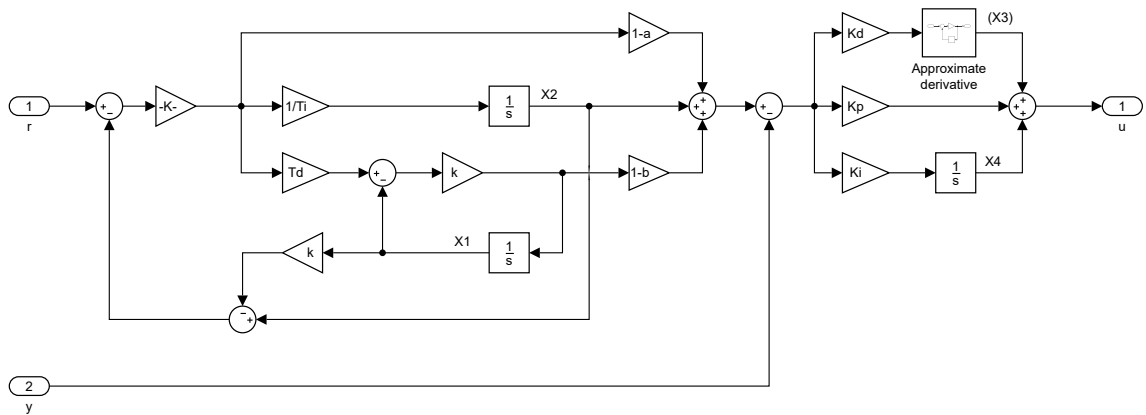 1
r
+
−
-K-
1/Ti
Td
+
−
k
k
X1
1
s
−
+
1
s
X2
1-a
1-b
+
+
+
+
−
Kd
Kp
Ki
Approximate
derivative
(X3)
1
s
X4
+
+
+
1
u
2
y